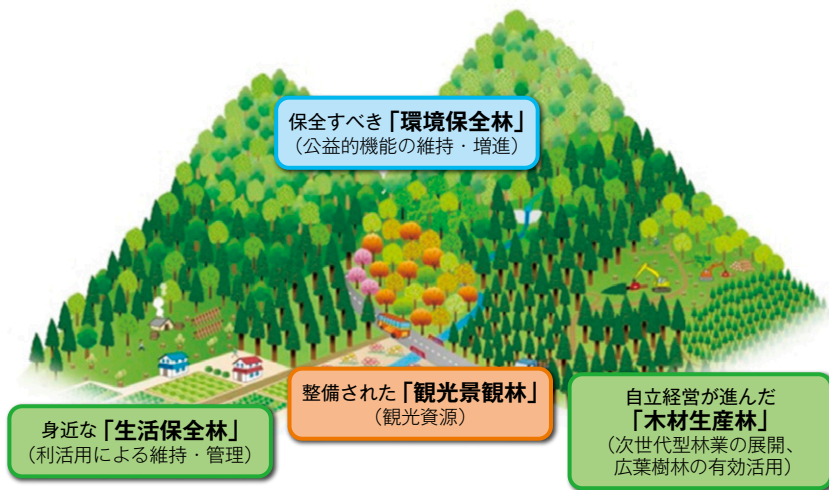 保全すべき「環境保全林」
（公益的機能の維持・増進）
整備された「観光景観林」
（観光資源）
身近な「生活保全林」
（利活用による維持・管理）
自立経営が進んだ
「木材生産林」
（次世代型林業の展開、
広葉樹林の有効活用）